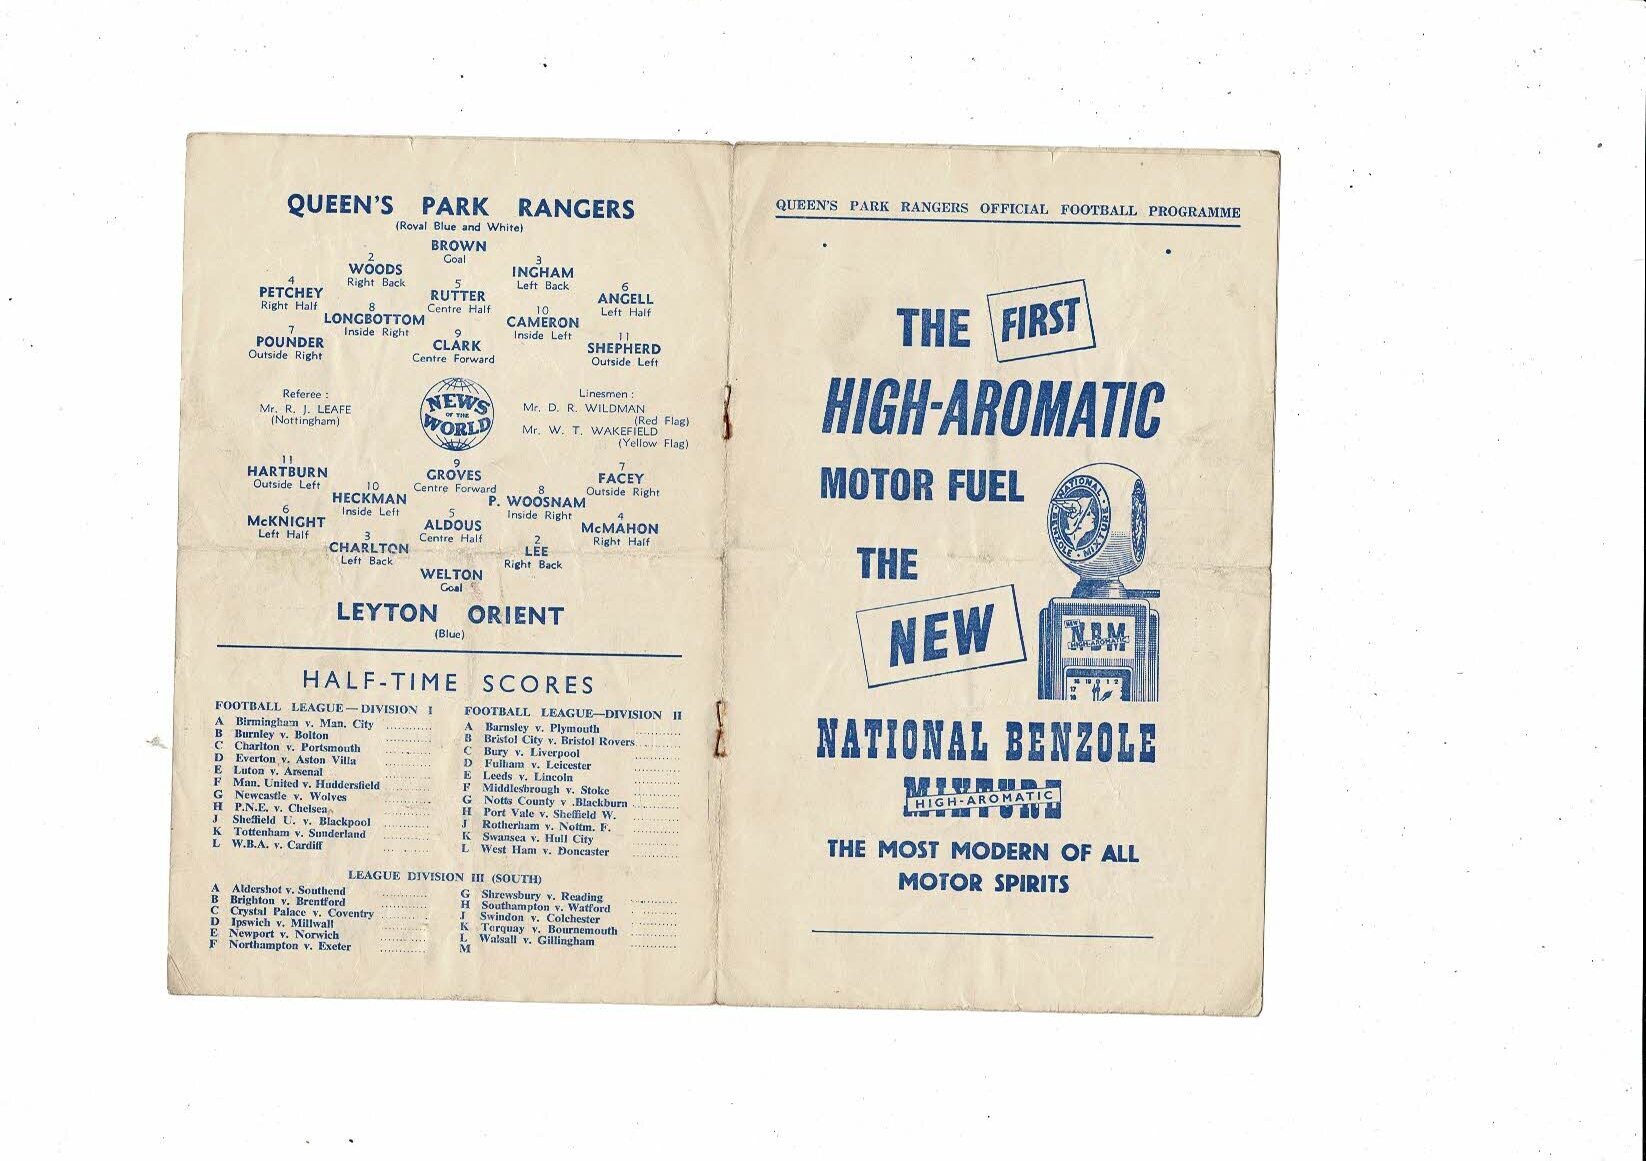 QUEEN'S PARK RANGERS
(Royal Blue and White)
BROWN
Goal
2
WOODS
Right Back
3
INGHAM
Left Back
4
PETCHEY
Right Half
5
RUTTER
Centre Half
6
ANGELL
Left Half
8
LONGBOTTOM
Inside Right
10
CAMERON
Inside Left
7
POUNDER
Outside Right
9
CLARK
Centre Forward
11
SHEPHERD
Outside Left
Referee :
Mr. R. J. LEAFE
(Nottingham)
NEWS
OF THE
WORLD
Linesmen :
Mr. D. R. WILDMAN
(Red Flag)
Mr. W. T. WAKEFIELD
(Yellow Flag)
11
HARTBURN
Outside Left
9
GROVES
Centre Forward
7
FACEY
Outside Right
10
HECKMAN
Inside Left
8
P. WOOSNAM
Inside Right
6
McKNIGHT
Left Half
5
ALDOUS
Centre Half
4
McMAHON
Right Half
3
CHARLTON
Left Back
2
LEE
Right Back
WELTON
Goal
LEYTON ORIENT
(Blue)
HALF-TIME SCORES
FOOTBALL LEAGUE—DIVISION I
A Birmingham v. Man. City
B Burnley v. Bolton
C Charlton v. Portsmouth
D Everton v. Aston Villa
E Luton v. Arsenal
F Man. United v. Huddersfield
G Newcastle v. Wolves
H P.N.E. v. Chelsea
J Sheffield U. v. Blackpool
K Tottenham v. Sunderland
L W.B.A. v. Cardiff
FOOTBALL LEAGUE—DIVISION II
A Barnsley v. Plymouth
B Bristol City v. Bristol Rovers
C Bury v. Liverpool
D Fulham v. Leicester
E Leeds v. Lincoln
F Middlesbrough v. Stoke
G Notts County v .Blackburn
H Port Vale v. Sheffield W.
J Rotherham v. Nottm. F.
K Swansea v. Hull City
L West Ham v. Doncaster
LEAGUE DIVISION III (SOUTH)
A Aldershot v. Southend
B Brighton v. Brentford
C Crystal Palace v. Coventry
D Ipswich v. Millwall
E Newport v. Norwich
F Northampton v. Exeter
G Shrewsbury v. Reading
H Southampton v. Watford
J Swindon v. Colchester
K Torquay v. Bournemouth
L Walsall v. Gillingham
M
QUEEN'S PARK RANGERS OFFICIAL FOOTBALL PROGRAMME
THE FIRST
HIGH-AROMATIC
MOTOR FUEL
NATIONAL
BENZOLE • MIXTURE
THE
NEW
NEW
NBM
HIGH-AROMATIC
NATIONAL BENZOLE
MIXTURE
HIGH-AROMATIC
THE MOST MODERN OF ALL
MOTOR SPIRITS